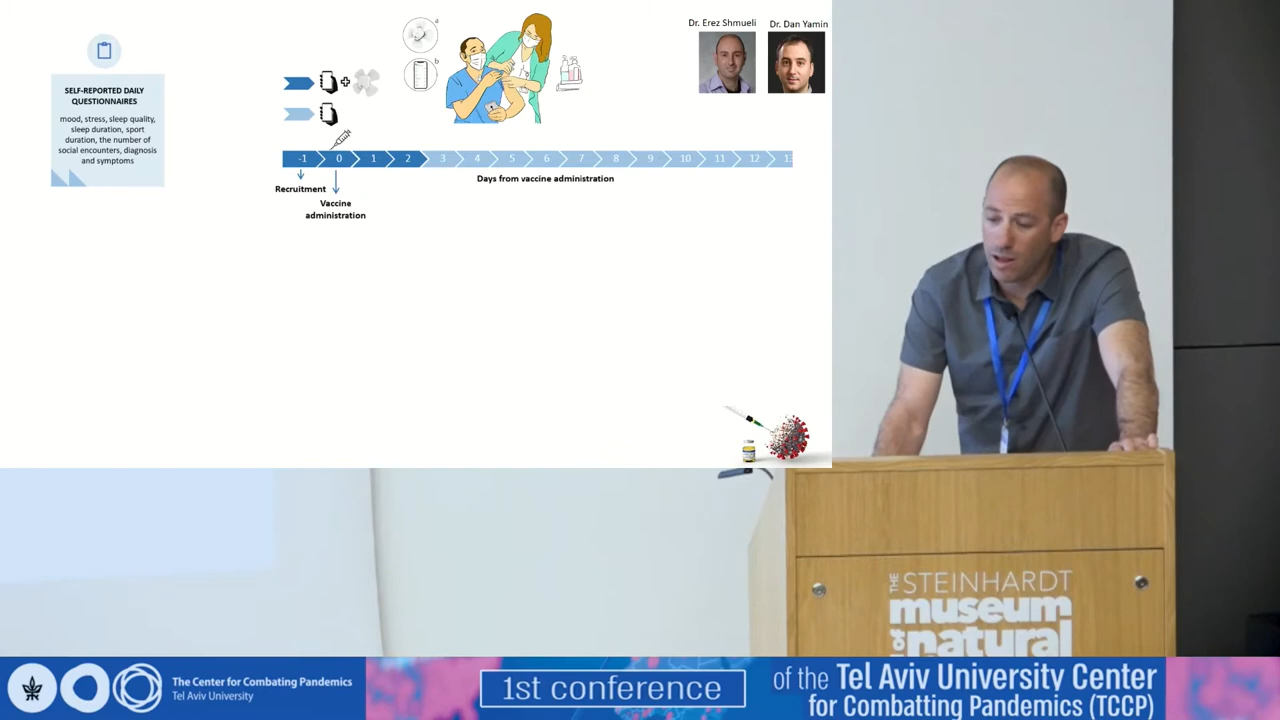 Dr. Erez Shmueli
Dr. Dan Yamin
SELF-REPORTED DAILY
QUESTIONNAIRES
mood, stress, sleep quality,
sleep duration, sport
duration, the number of
social encounters, diagnosis
and symptoms
a
b
-1 0 1 2 3 4 5 6 7 8 9 10 11 12 13
Recruitment
Days from vaccine administration
Vaccine
administration
THE STEINHARDT
museum
of natural
The Center for Combating Pandemics
Tel Aviv University
1st conference
of the Tel Aviv University Center
for Combatting Pandemics (TCCP)